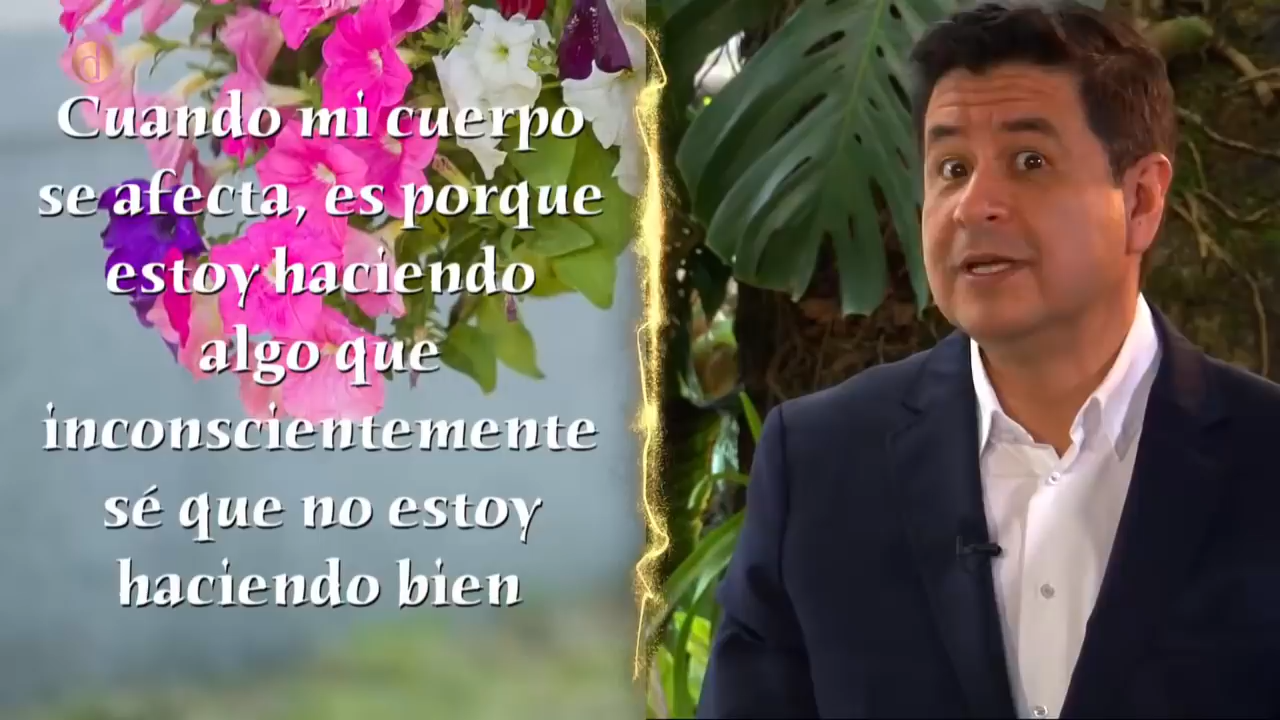 Cuando mi cuerpo
se afecta, es porque
estoy haciendo
algo que
inconscientemente
sé que no estoy
haciendo bien